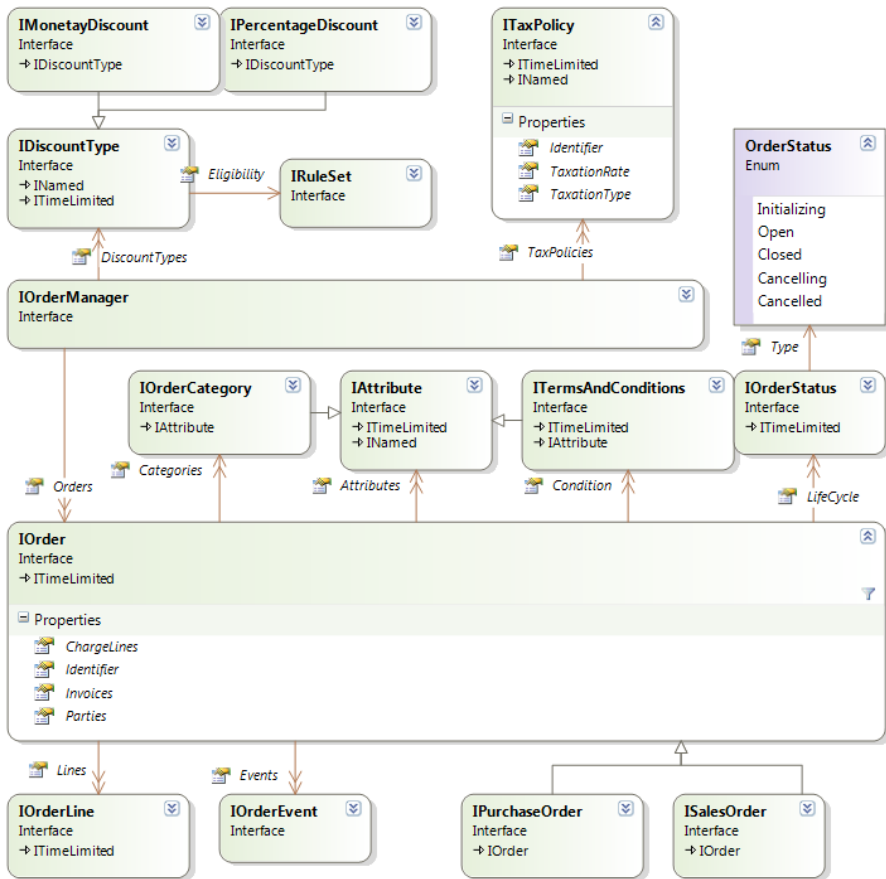 IMonetayDiscount
Interface
IDiscountType
IPercentageDiscount
Interface
IDiscountType
ITaxPolicy
Interface
ITimeLimited
INamed
Properties
Identifier
TaxationRate
TaxationType
IDiscountType
Interface
INamed
ITimeLimited
Eligibility
IRuleSet
Interface
OrderStatus
Enum
Initializing
Open
Closed
Cancelling
Cancelled
DiscountTypes
TaxPolicies
IOrderManager
Interface
Type
IOrderCategory
Interface
IAttribute
IAttribute
Interface
ITimeLimited
INamed
ITermsAndConditions
Interface
ITimeLimited
IAttribute
IOrderStatus
Interface
ITimeLimited
Orders
Categories
Attributes
Condition
LifeCycle
IOrder
Interface
ITimeLimited
Properties
ChargeLines
Identifier
Invoices
Parties
Lines
Events
IOrderLine
Interface
ITimeLimited
IOrderEvent
Interface
IPurchaseOrder
Interface
IOrder
ISalesOrder
Interface
IOrder